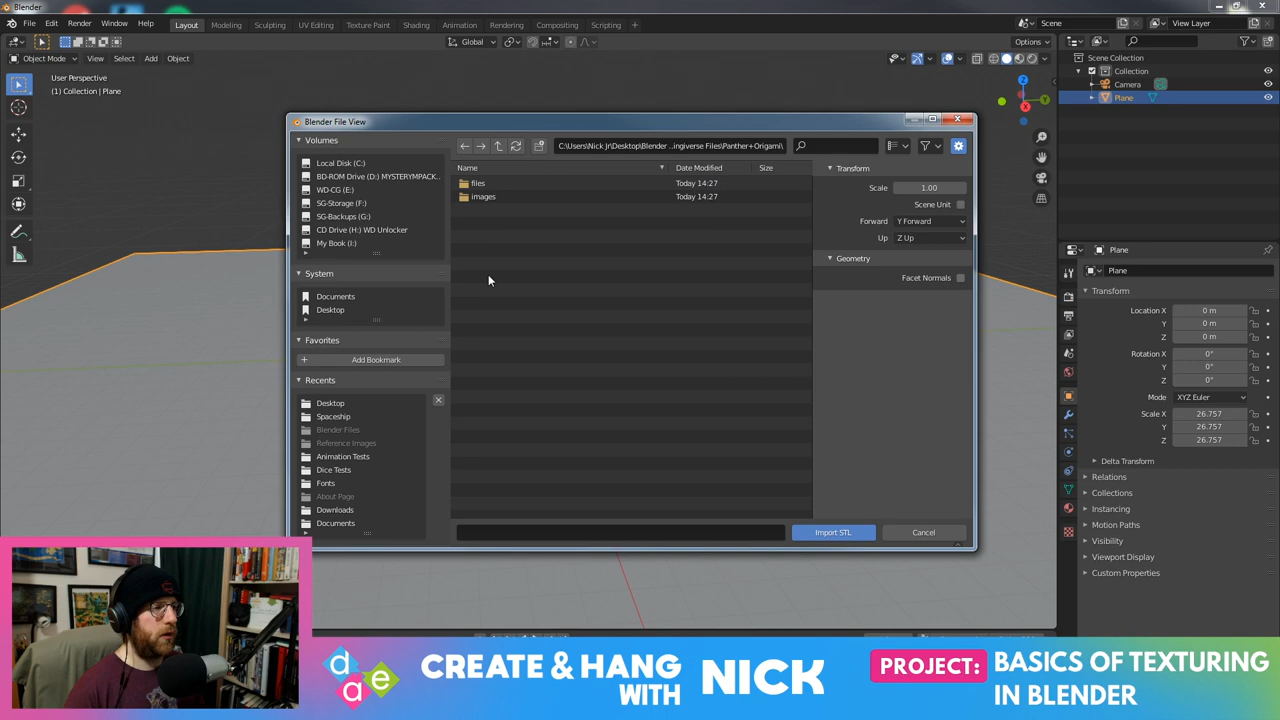 Blender
File Edit Render Window Help
Layout Modeling Sculpting UV Editing Texture Paint Shading Animation Rendering Compositing Scripting +
Scene
View Layer
Global
Options
Object Mode View Select Add Object
User Perspective
(1) Collection | Plane
Z
Y
X
Scene Collection
Collection
Camera
Plane
Blender File View
Volumes
Local Disk (C:)
BD-ROM Drive (D:) MYSTERYMPACK..
WD-CG (E:)
SG-Storage (F:)
SG-Backups (G:)
CD Drive (H:) WD Unlocker
My Book (I:)
System
Documents
Desktop
Favorites
Add Bookmark
Recents
Desktop
Spaceship
Blender Files
Reference Images
Animation Tests
Dice Tests
Fonts
About Page
Downloads
Documents
C:\Users\Nick Jr\Desktop\Blender ..ingiverse Files\Panther+Origami\
Name Date Modified Size
files Today 14:27
images Today 14:27
Transform
Scale 1.00
Scene Unit
Forward Y Forward
Up Z Up
Geometry
Facet Normals
Import STL Cancel
Plane
Plane
Transform
Location X 0 m
Y 0 m
Z 0 m
Rotation X 0°
Y 0°
Z 0°
Mode XYZ Euler
Scale X 26.757
Y 26.757
Z 26.757
Delta Transform
Relations
Collections
Instancing
Motion Paths
Visibility
Viewport Display
Custom Properties
dae
CREATE & HANG
WITH
NICK
PROJECT:
BASICS OF TEXTURING
IN BLENDER